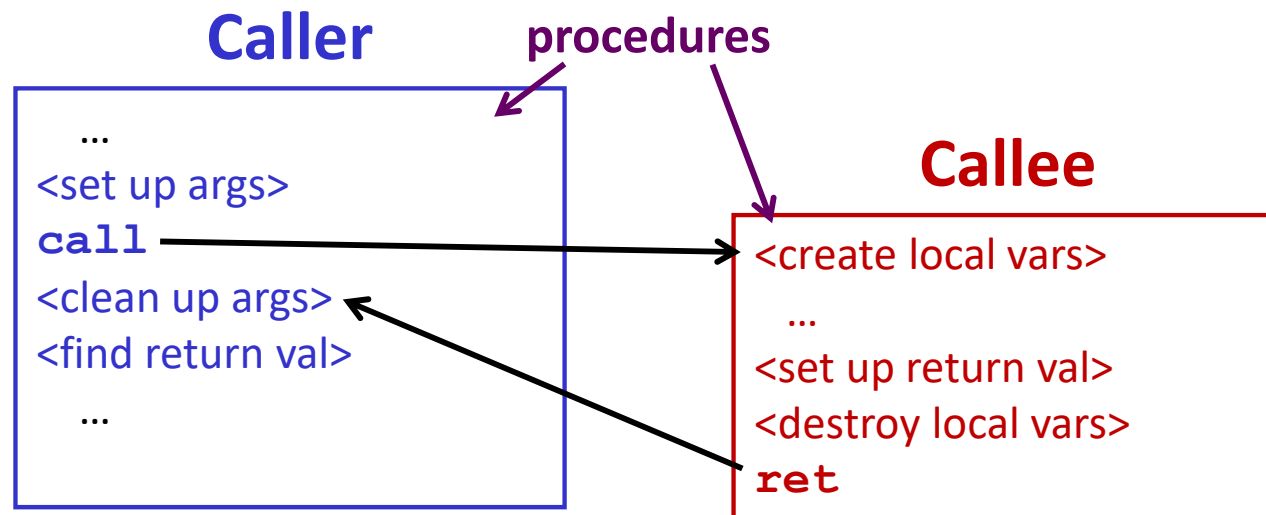 Caller
procedures
...
<set up args>
call
<clean up args>
<find return val>
...
Callee
<create local vars>
...
<set up return val>
<destroy local vars>
ret